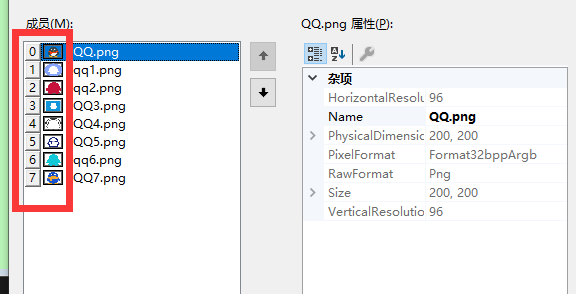 成员(M):
0 QQ.png
1 qq1.png
2 qq2.png
3 QQ3.png
4 QQ4.png
5 QQ5.png
6 qq6.png
7 QQ7.png
QQ.png 属性(P):
杂项
HorizontalResolu 96
Name QQ.png
PhysicalDimensic 200, 200
PixelFormat Format32bppArgb
RawFormat Png
Size 200, 200
VerticalResolutio 96